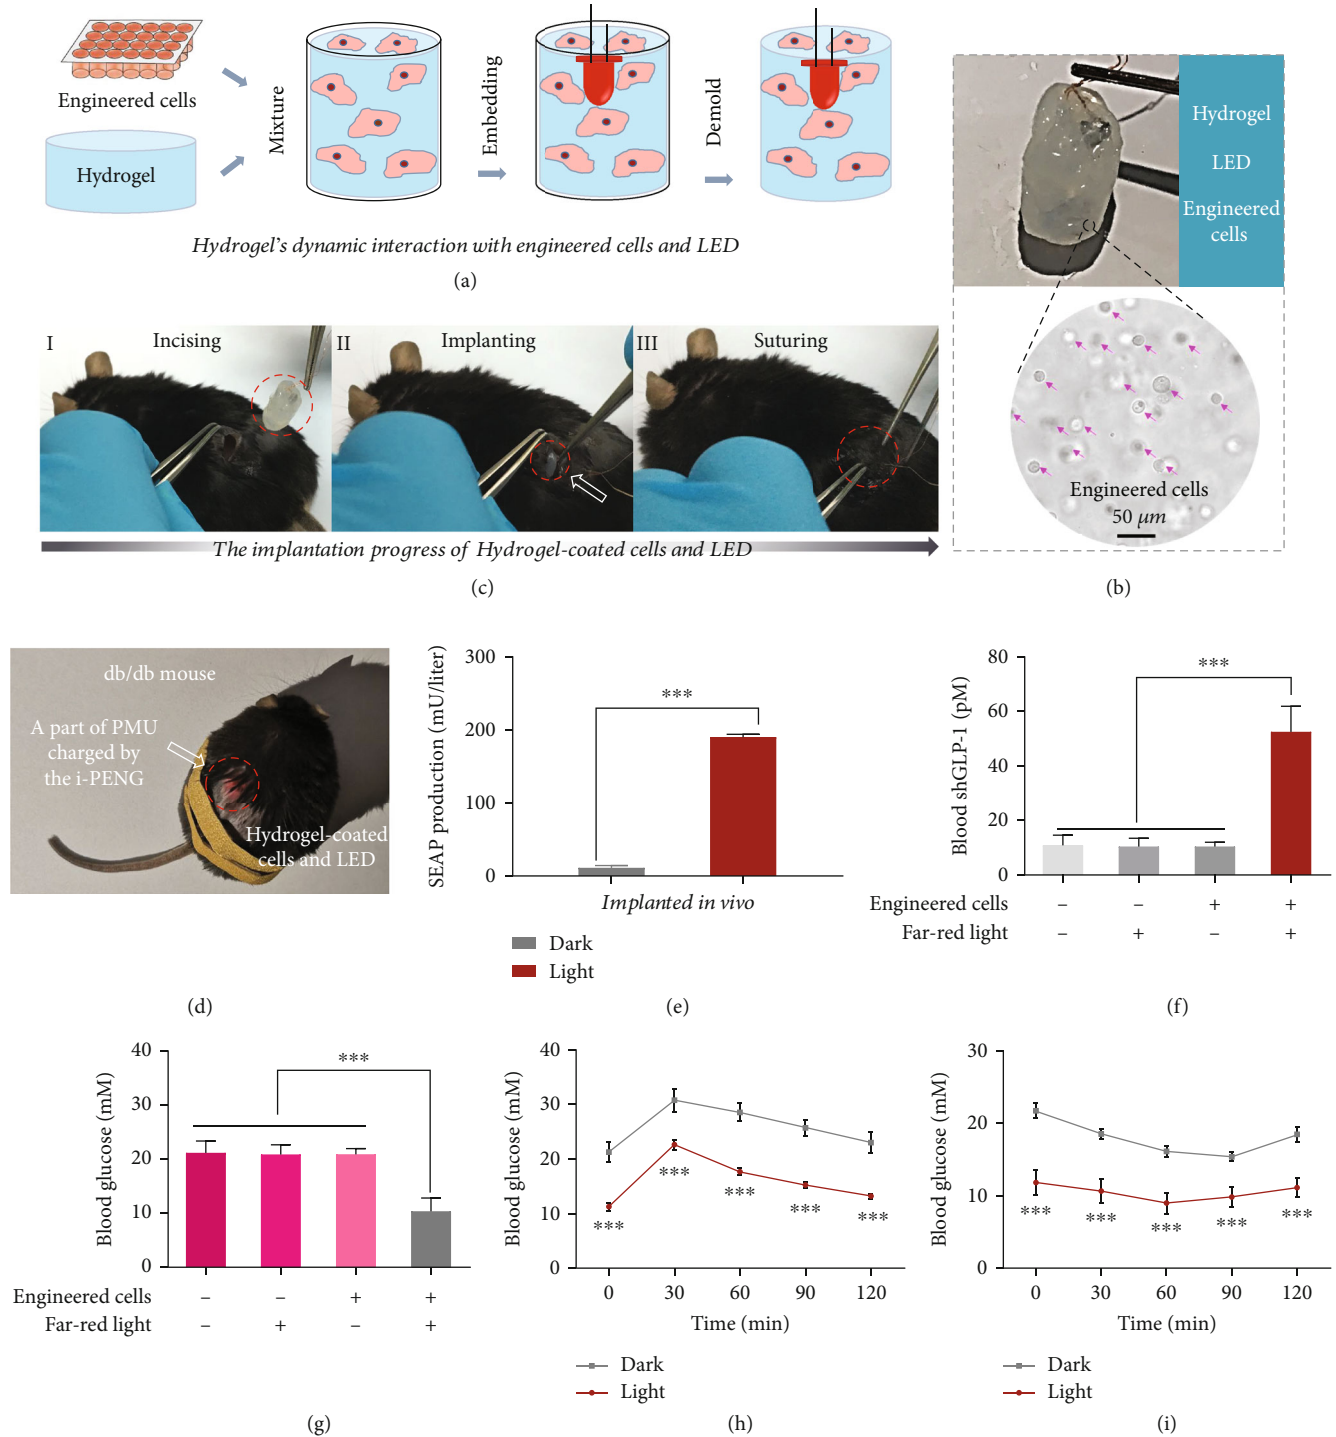 Engineered cells
Hydrogel
Mixture
Embedding
Demold
Hydrogel's dynamic interaction with engineered cells and LED
(a)
Hydrogel
LED
Engineered
cells
Engineered cells
50 μm
(b)
I
Incising
II
Implanting
III
Suturing
The implantation progress of Hydrogel-coated cells and LED
(c)
db/db mouse
A part of PMU
charged by
the i-PENG
Hydrogel-coated
cells and LED
(d)
SEAP production (mU/liter)
300
200
100
0
***
Implanted in vivo
Dark
Light
(e)
Blood shGLP-1 (pM)
80
60
40
20
0
***
Engineered cells – – + +
Far-red light – + – +
(f)
Blood glucose (mM)
40
30
20
10
0
***
Engineered cells – – + +
Far-red light – + – +
(g)
Blood glucose (mM)
40
30
20
10
0
*** *** *** *** ***
0 30 60 90 120
Time (min)
Dark
Light
(h)
Blood glucose (mM)
30
20
10
0
*** *** *** *** ***
0 30 60 90 120
Time (min)
Dark
Light
(i)